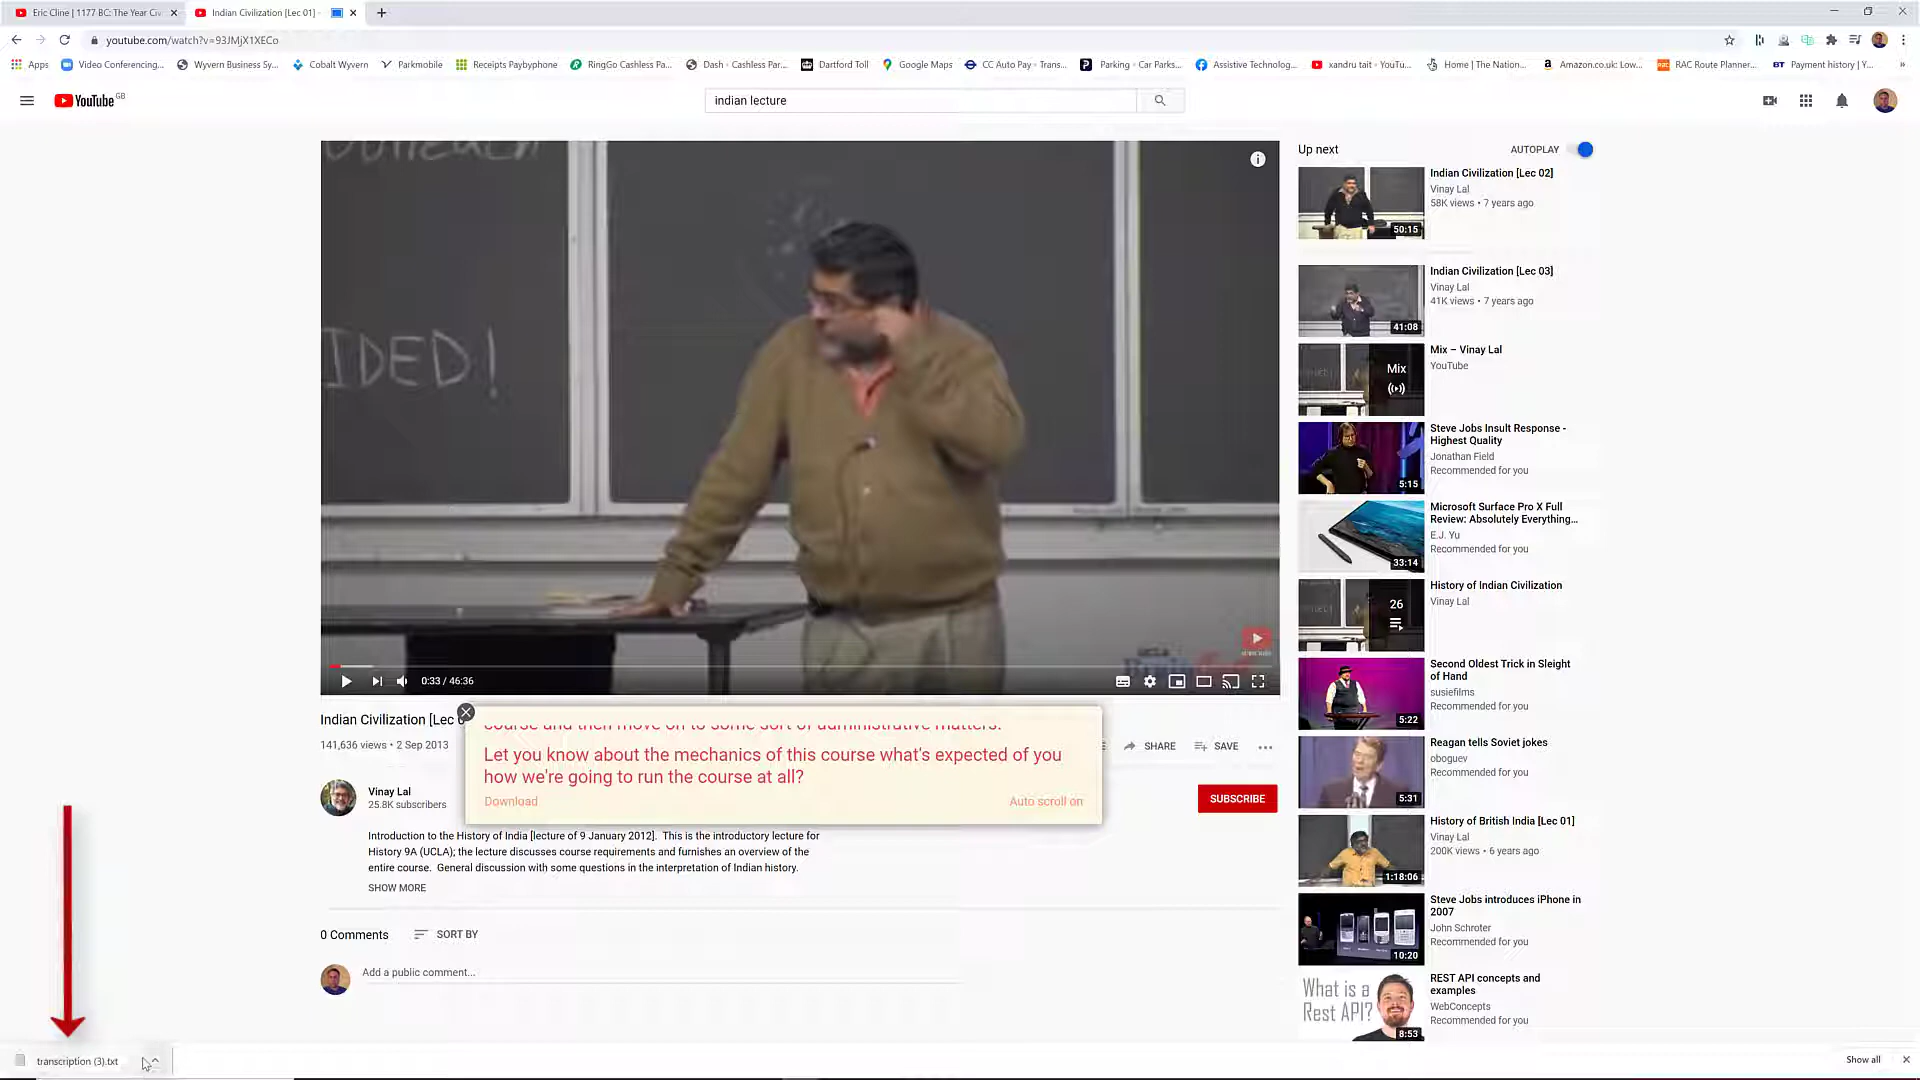 Eric Cline | 1177 BC: The Year Civ
Indian Civilization [Lec 01] -
youtube.com/watch?v=93JMjX1XECo
Apps
Video Conferencing...
Wyvern Business Sy...
Cobalt Wyvern
Parkmobile
Receipts Paybyphone
RingGo Cashless Pa...
Dash - Cashless Par...
Dartford Toll
Google Maps
CC Auto Pay - Trans...
Parking - Car Parks...
Assistive Technolog...
xandru tait - YouTu...
Home | The Nation...
Amazon.co.uk: Low...
RAC Route Planner...
BT Payment history | Y...
YouTube GB
indian lecture
IDED!
0:33 / 46:36
Indian Civilization [Lec
141,636 views • 2 Sep 2013
SHARE
SAVE
course and then move on to some sort of administrative matters.
Let you know about the mechanics of this course what's expected of you
how we're going to run the course at all?
Download
Auto scroll on
Vinay Lal
25.8K subscribers
SUBSCRIBE
Introduction to the History of India [lecture of 9 January 2012]. This is the introductory lecture for
History 9A (UCLA); the lecture discusses course requirements and furnishes an overview of the
entire course. General discussion with some questions in the interpretation of Indian history.
SHOW MORE
0 Comments
SORT BY
Add a public comment...
Up next
AUTOPLAY
Indian Civilization [Lec 02]
Vinay Lal
58K views • 7 years ago
50:15
Indian Civilization [Lec 03]
Vinay Lal
41K views • 7 years ago
41:08
Mix – Vinay Lal
YouTube
Mix
Steve Jobs Insult Response -
Highest Quality
Jonathan Field
Recommended for you
5:15
Microsoft Surface Pro X Full
Review: Absolutely Everything...
E.J. Yu
Recommended for you
33:14
History of Indian Civilization
Vinay Lal
26
Second Oldest Trick in Sleight
of Hand
susiefilms
Recommended for you
5:22
Reagan tells Soviet jokes
oboguev
Recommended for you
5:31
History of British India [Lec 01]
Vinay Lal
200K views • 6 years ago
1:18:06
Steve Jobs introduces iPhone in
2007
John Schroter
Recommended for you
10:20
REST API concepts and
examples
WebConcepts
Recommended for you
What is a
Rest API?
8:53
transcription (3).txt
Show all